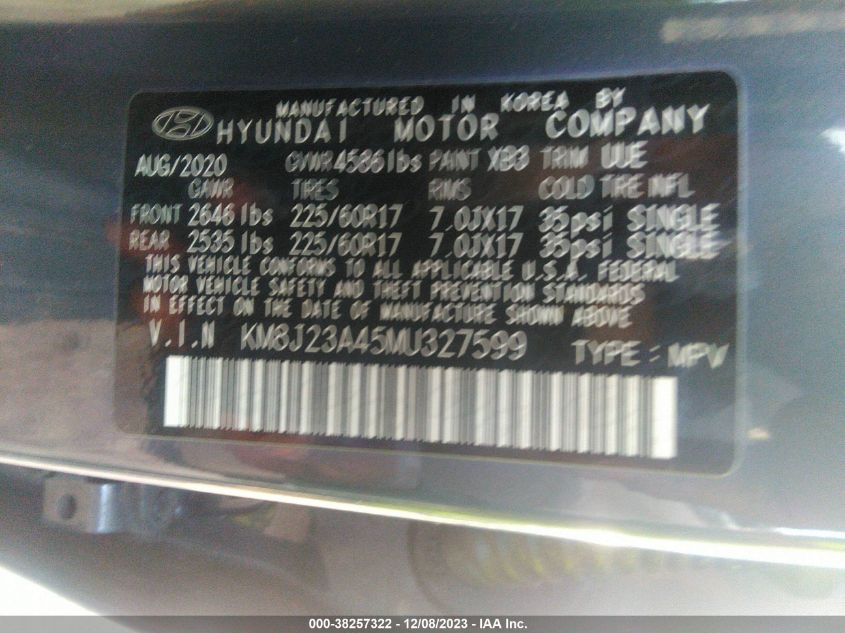 MANUFACTURED IN KOREA BY
HYUNDAI MOTOR COMPANY
AUG/2020 GVWR 4586 lbs PAINT XB3 TRIM UUE
GAWR TIRES RIMS COLD TIRE INFL
FRONT 2646 lbs 225/60R17 7.0JX17 35psi SINGLE
REAR 2535 lbs 225/60R17 7.0JX17 35psi SINGLE
THIS VEHICLE CONFORMS TO ALL APPLICABLE U.S.A. FEDERAL
MOTOR VEHICLE SAFETY AND THEFT PREVENTION STANDARDS
IN EFFECT ON THE DATE OF MANUFACTURE SHOWN ABOVE.
V.I.N KM8J23A45MU327599 TYPE : MPV
000-38257322 - 12/08/2023 - IAA Inc.